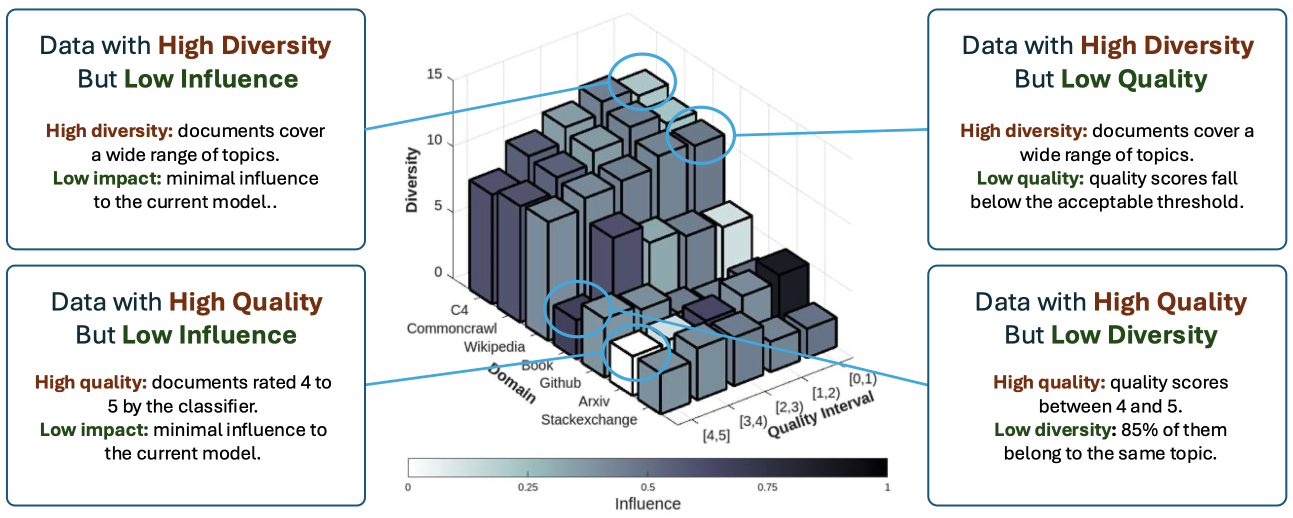 Data with High Diversity
But Low Influence
High diversity: documents cover
a wide range of topics.
Low impact: minimal influence
to the current model..
Data with High Quality
But Low Influence
High quality: documents rated 4 to
5 by the classifier.
Low impact: minimal influence to
the current model.
15
10
5
0
Diversity
C4
Commoncrawl
Wikipedia
Book
Github
Arxiv
Stackexchange
Domain
[4,5]
[3,4)
[2,3)
[1,2)
[0,1)
Quality Interval
0
0.25
0.5
0.75
1
Influence
Data with High Diversity
But Low Quality
High diversity: documents cover a
wide range of topics.
Low quality: quality scores fall
below the acceptable threshold.
Data with High Quality
But Low Diversity
High quality: quality scores
between 4 and 5.
Low diversity: 85% of them
belong to the same topic.